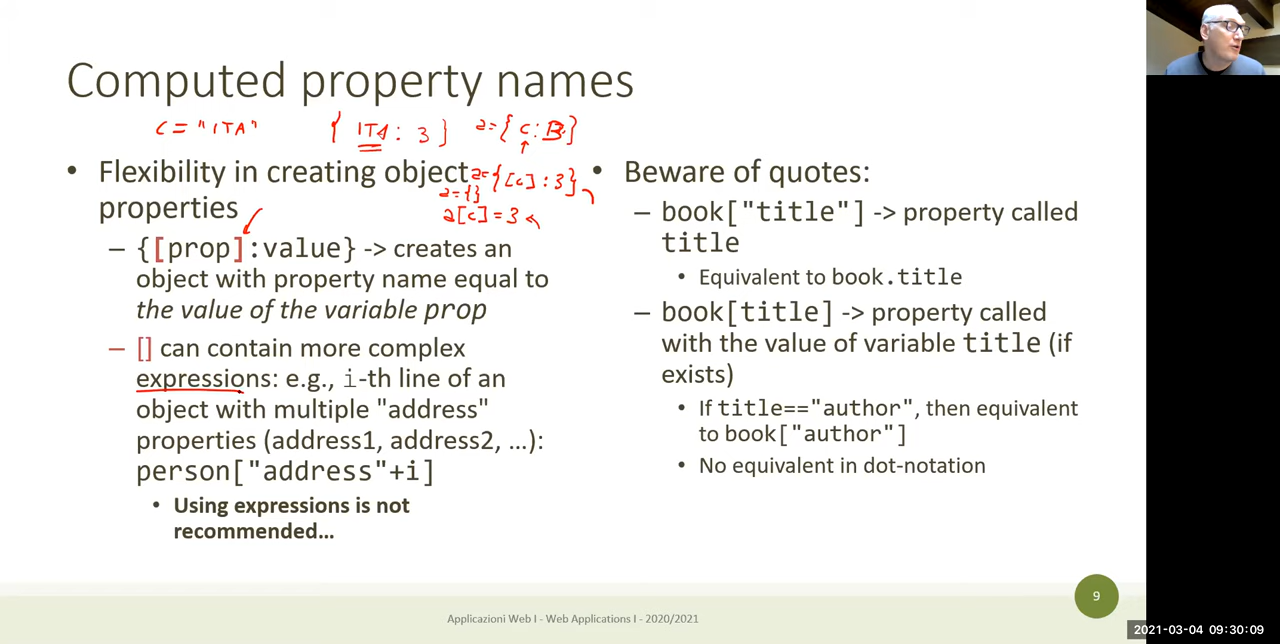 Computed property names
c = "ITA" { ITA : 3 } a={ c : B}
• Flexibility in creating object
properties
a={[c] : 3}
a={}
a[c] = 3
– {[prop]:value} -> creates an
object with property name equal to
the value of the variable prop
– [] can contain more complex
expressions: e.g., i-th line of an
object with multiple "address"
properties (address1, address2, …):
person["address"+i]
• Using expressions is not
recommended…
• Beware of quotes:
– book["title"] -> property called
title
• Equivalent to book.title
– book[title] -> property called
with the value of variable title (if
exists)
• If title=="author", then equivalent
to book["author"]
• No equivalent in dot-notation
Applicazioni Web I - Web Applications I - 2020/2021
9
2021-03-04 09:30:09